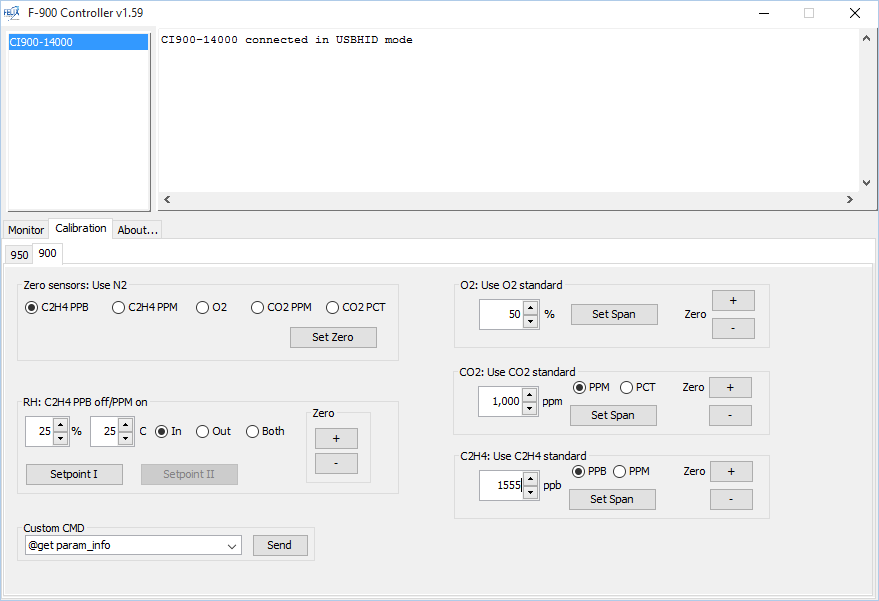 FELIX F-900 Controller v1.59
CI900-14000
CI900-14000 connected in USBHID mode
Monitor Calibration About...
950 900
Zero sensors: Use N2
C2H4 PPB C2H4 PPM O2 CO2 PPM CO2 PCT
Set Zero
RH: C2H4 PPB off/PPM on
25 % 25 C In Out Both
Setpoint I Setpoint II
Zero
+
-
Custom CMD
@get param_info Send
O2: Use O2 standard
50 % Set Span Zero +
-
CO2: Use CO2 standard
1,000 ppm PPM PCT Zero +
Set Span -
C2H4: Use C2H4 standard
1555 ppb PPB PPM Zero +
Set Span -